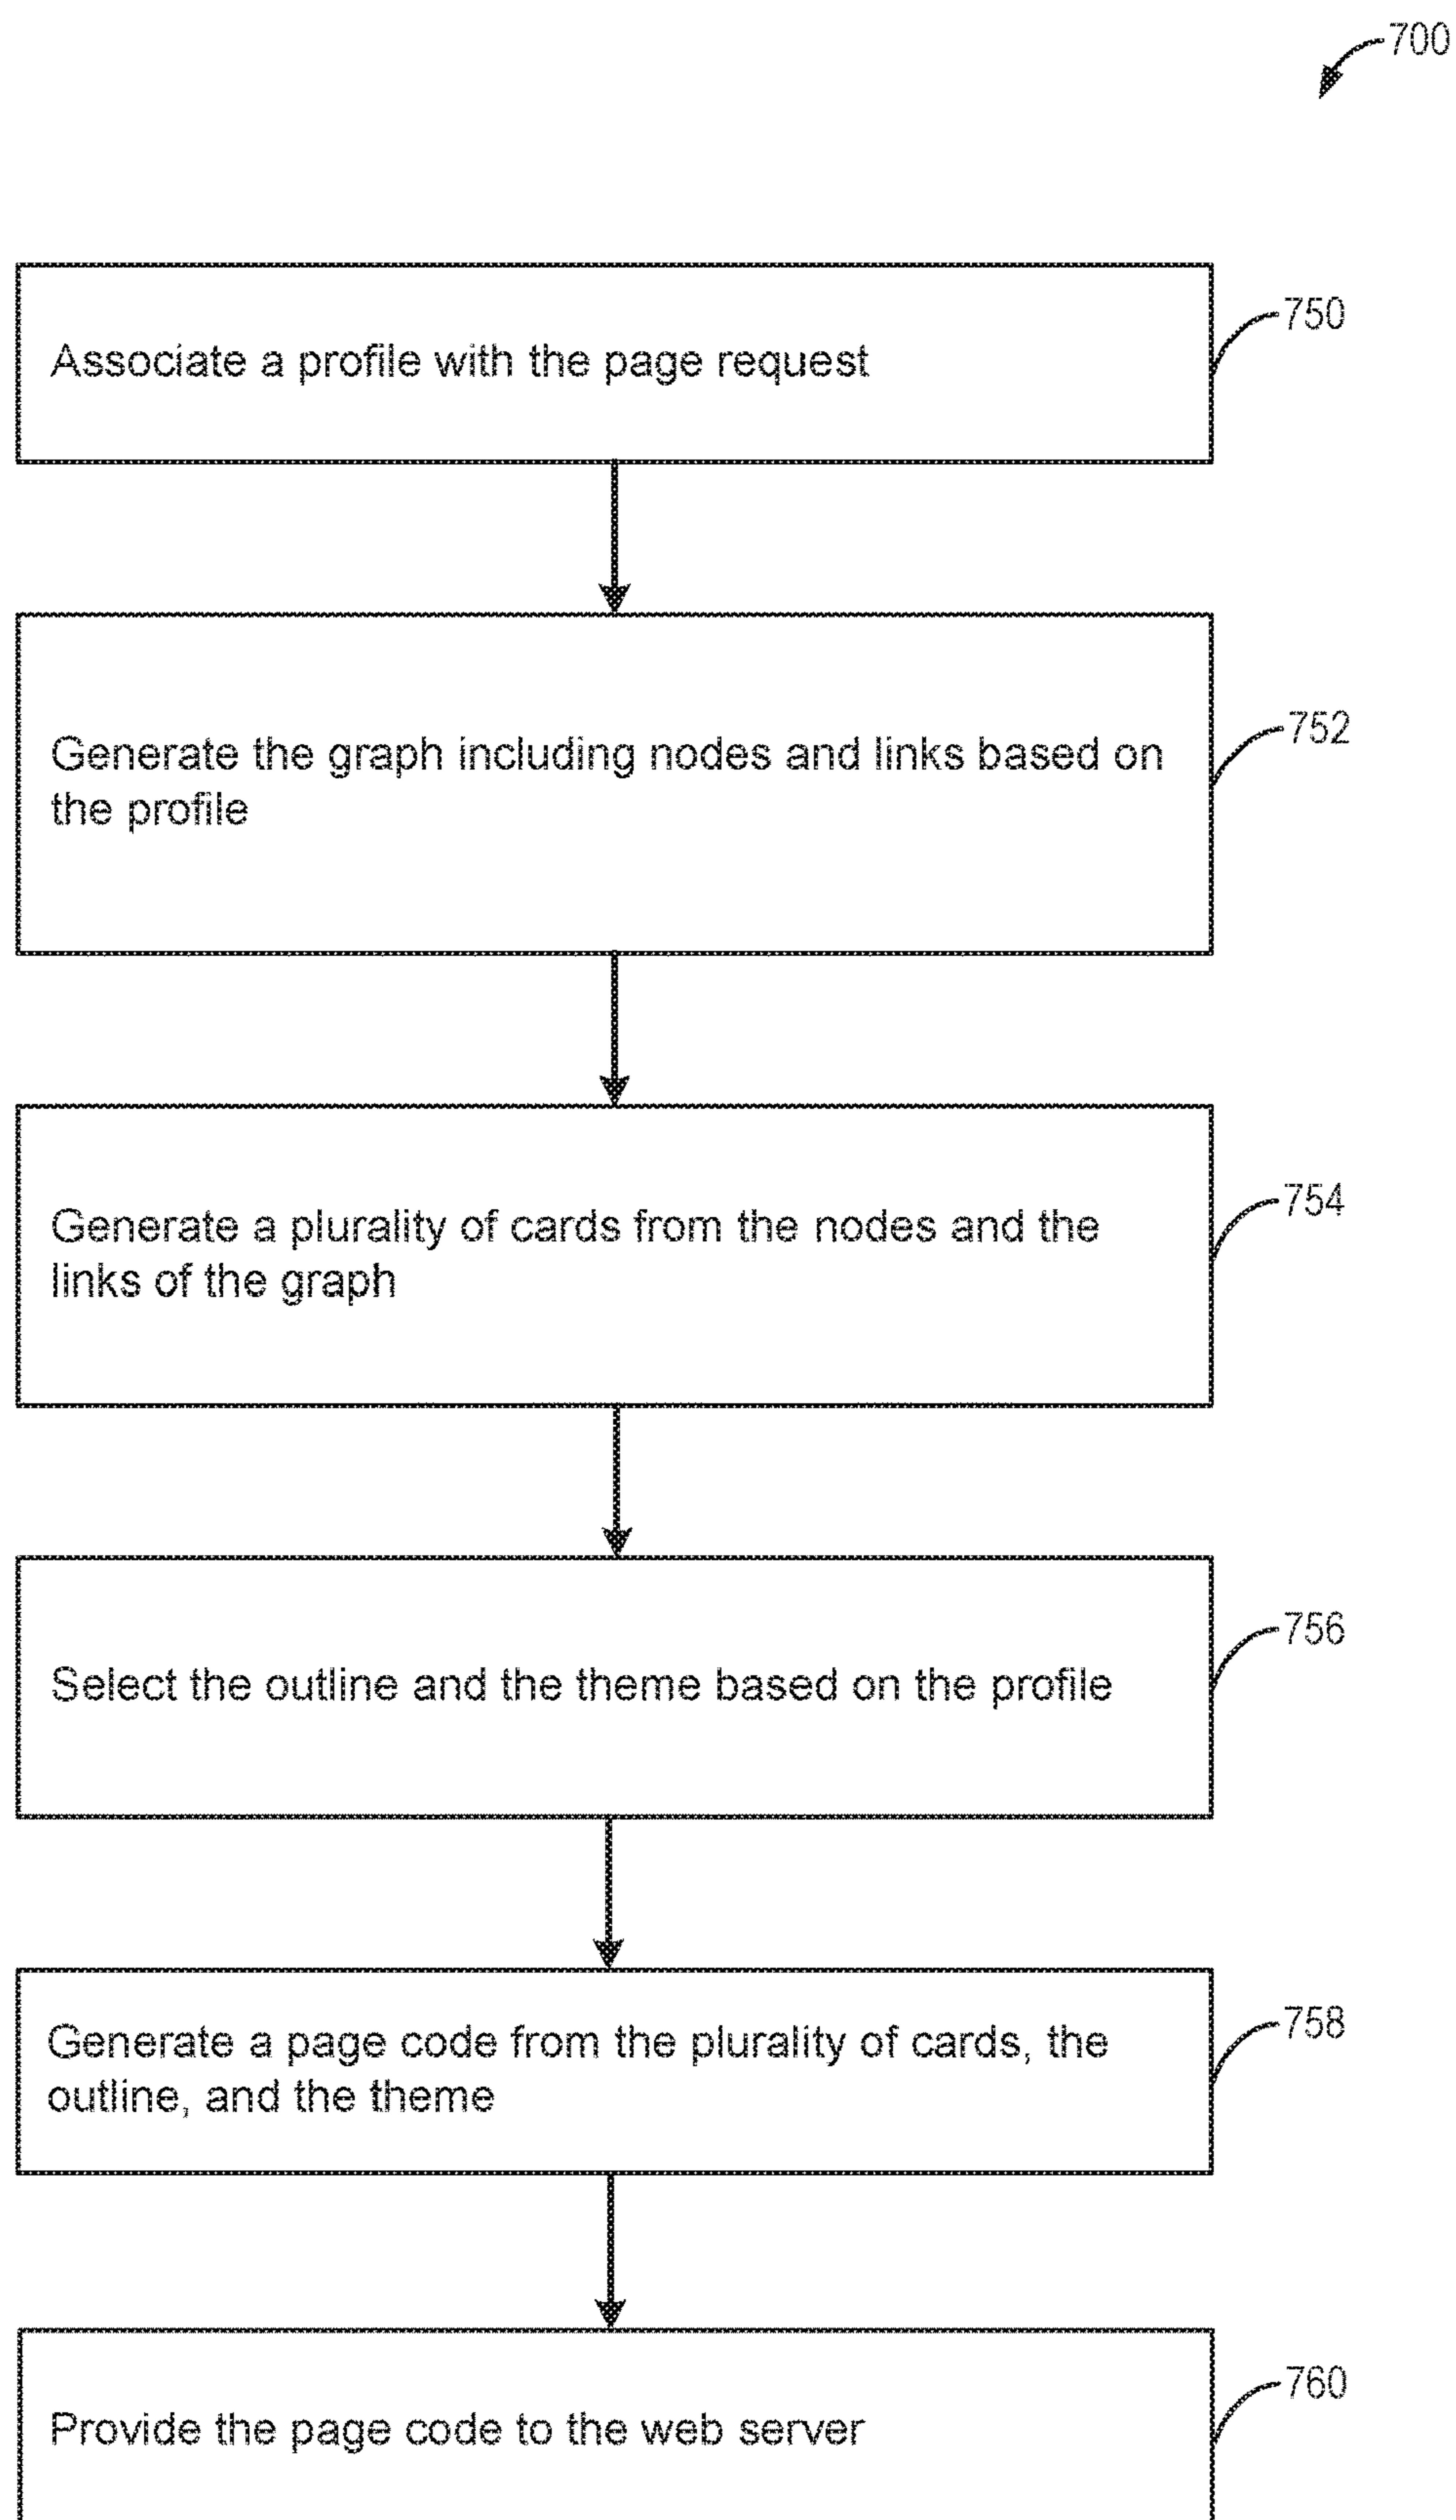 700
Associate a profile with the page request
750
Generate the graph including nodes and links based on
the profile
752
Generate a plurality of cards from the nodes and the
links of the graph
754
Select the outline and the theme based on the profile
756
Generate a page code from the plurality of cards, the
outline, and the theme
758
Provide the page code to the web server
760